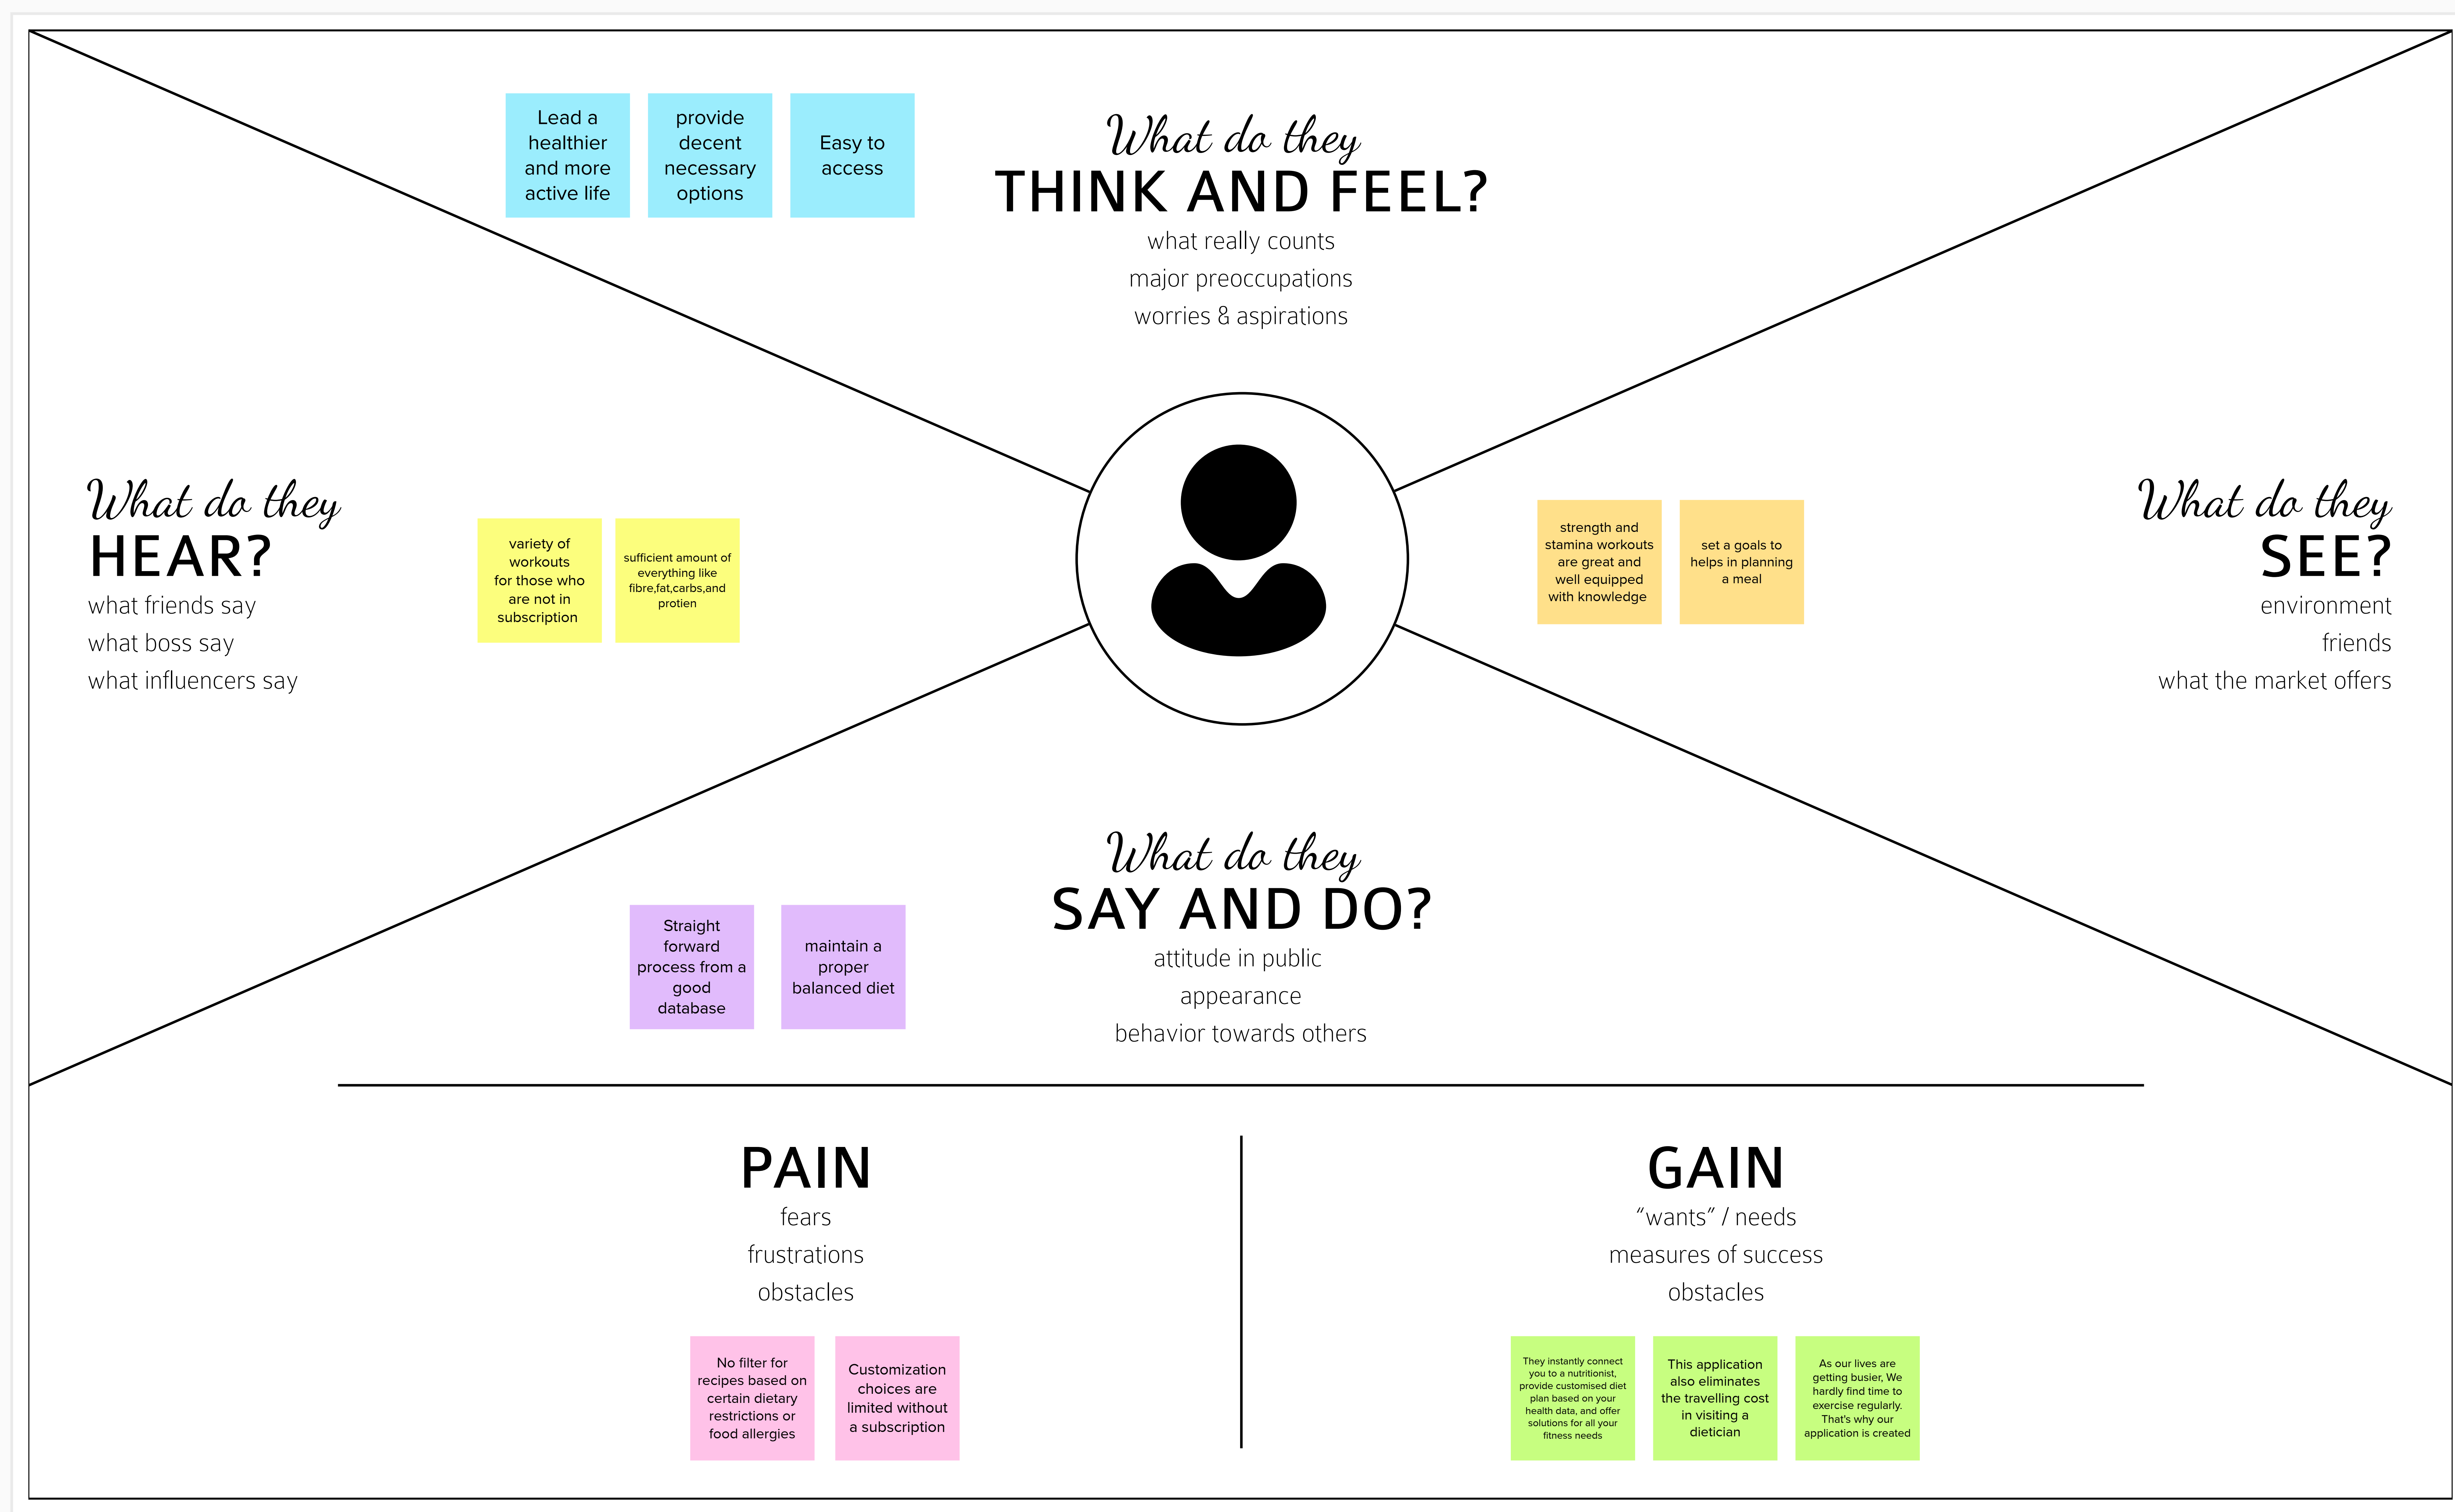 Lead a
healthier
and more
active life
provide
decent
necessary
options
Easy to
access
What do they
THINK AND FEEL?
what really counts
major preoccupations
worries & aspirations
What do they
HEAR?
what friends say
what boss say
what influencers say
variety of
workouts
for those who
are not in
subscription
sufficient amount of
everything like
fibre,fat,carbs,and
protien
strength and
stamina workouts
are great and
well equipped
with knowledge
set a goals to
helps in planning
a meal
What do they
SEE?
environment
friends
what the market offers
What do they
SAY AND DO?
attitude in public
appearance
behavior towards others
Straight
forward
process from a
good
database
maintain a
proper
balanced diet
PAIN
fears
frustrations
obstacles
No filter for
recipes based on
certain dietary
restrictions or
food allergies
Customization
choices are
limited without
a subscription
GAIN
“wants” / needs
measures of success
obstacles
They instantly connect
you to a nutritionist,
provide customised diet
plan based on your
health data, and offer
solutions for all your
fitness needs
This application
also eliminates
the travelling cost
in visiting a
dietician
As our lives are
getting busier, We
hardly find time to
exercise regularly.
That's why our
application is created